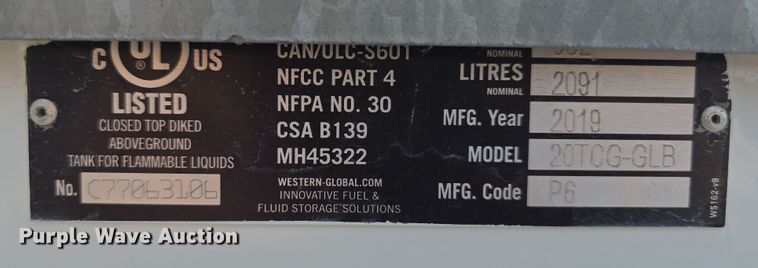 C UL US
®
LISTED
CLOSED TOP DIKED
ABOVEGROUND
TANK FOR FLAMMABLE LIQUIDS
No. C77063106
CAN/ULC-S601
NFCC PART 4
NFPA NO. 30
CSA B139
MH45322
WESTERN-GLOBAL.COM
INNOVATIVE FUEL &
FLUID STORAGE SOLUTIONS
NOMINAL
LITRES 2091
NOMINAL
MFG. Year 2019
MODEL 20TCG-GLB
MFG. Code P6
WS162-v8
Purple Wave Auction